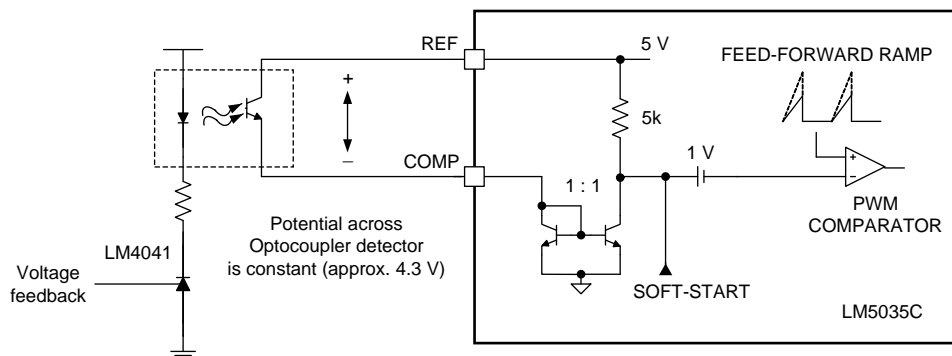 REF
5 V
FEED-FORWARD RAMP
+
5k
–
COMP
1 V
1 : 1
+
–
PWM
COMPARATOR
Potential across
Optocoupler detector
is constant (approx. 4.3 V)
LM4041
Voltage
feedback
SOFT-START
LM5035C